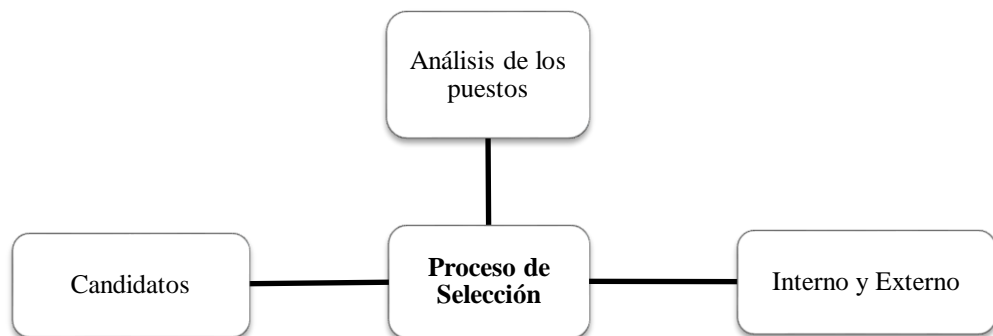 Análisis de los
puestos
Candidatos
Proceso de
Selección
Interno y Externo